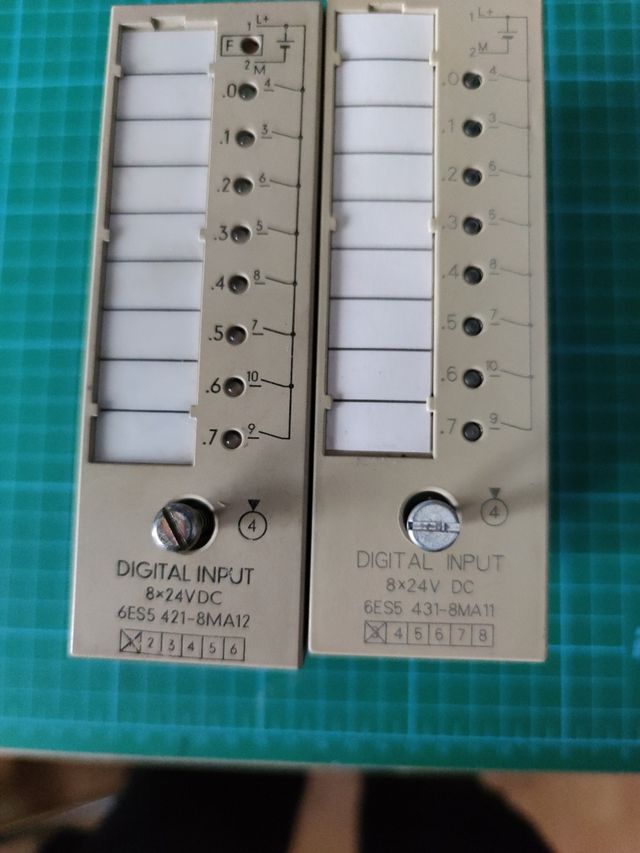 1 L+
F
2 M
.0 4
.1 3
.2 6
.3 5
.4 8
.5 7
.6 10
.7 9
4
DIGITAL INPUT
8×24VDC
6ES5 421-8MA12
1 2 3 4 5 6
1 L+
2 M
.0 4
.1 3
.2 6
.3 5
.4 8
.5 7
.6 10
.7 9
4
DIGITAL INPUT
8×24V DC
6ES5 431-8MA11
3 4 5 6 7 8